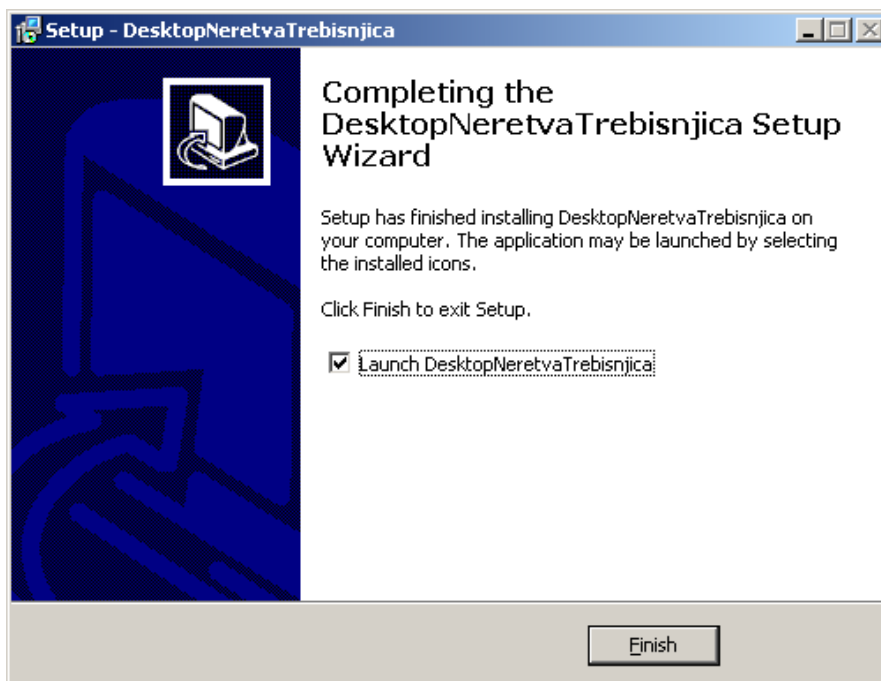 Setup - DesktopNeretvaTrebisnjica
Completing the
DesktopNeretvaTrebisnjica Setup
Wizard
Setup has finished installing DesktopNeretvaTrebisnjica on
your computer. The application may be launched by selecting
the installed icons.
Click Finish to exit Setup.
Launch DesktopNeretvaTrebisnjica
Finish